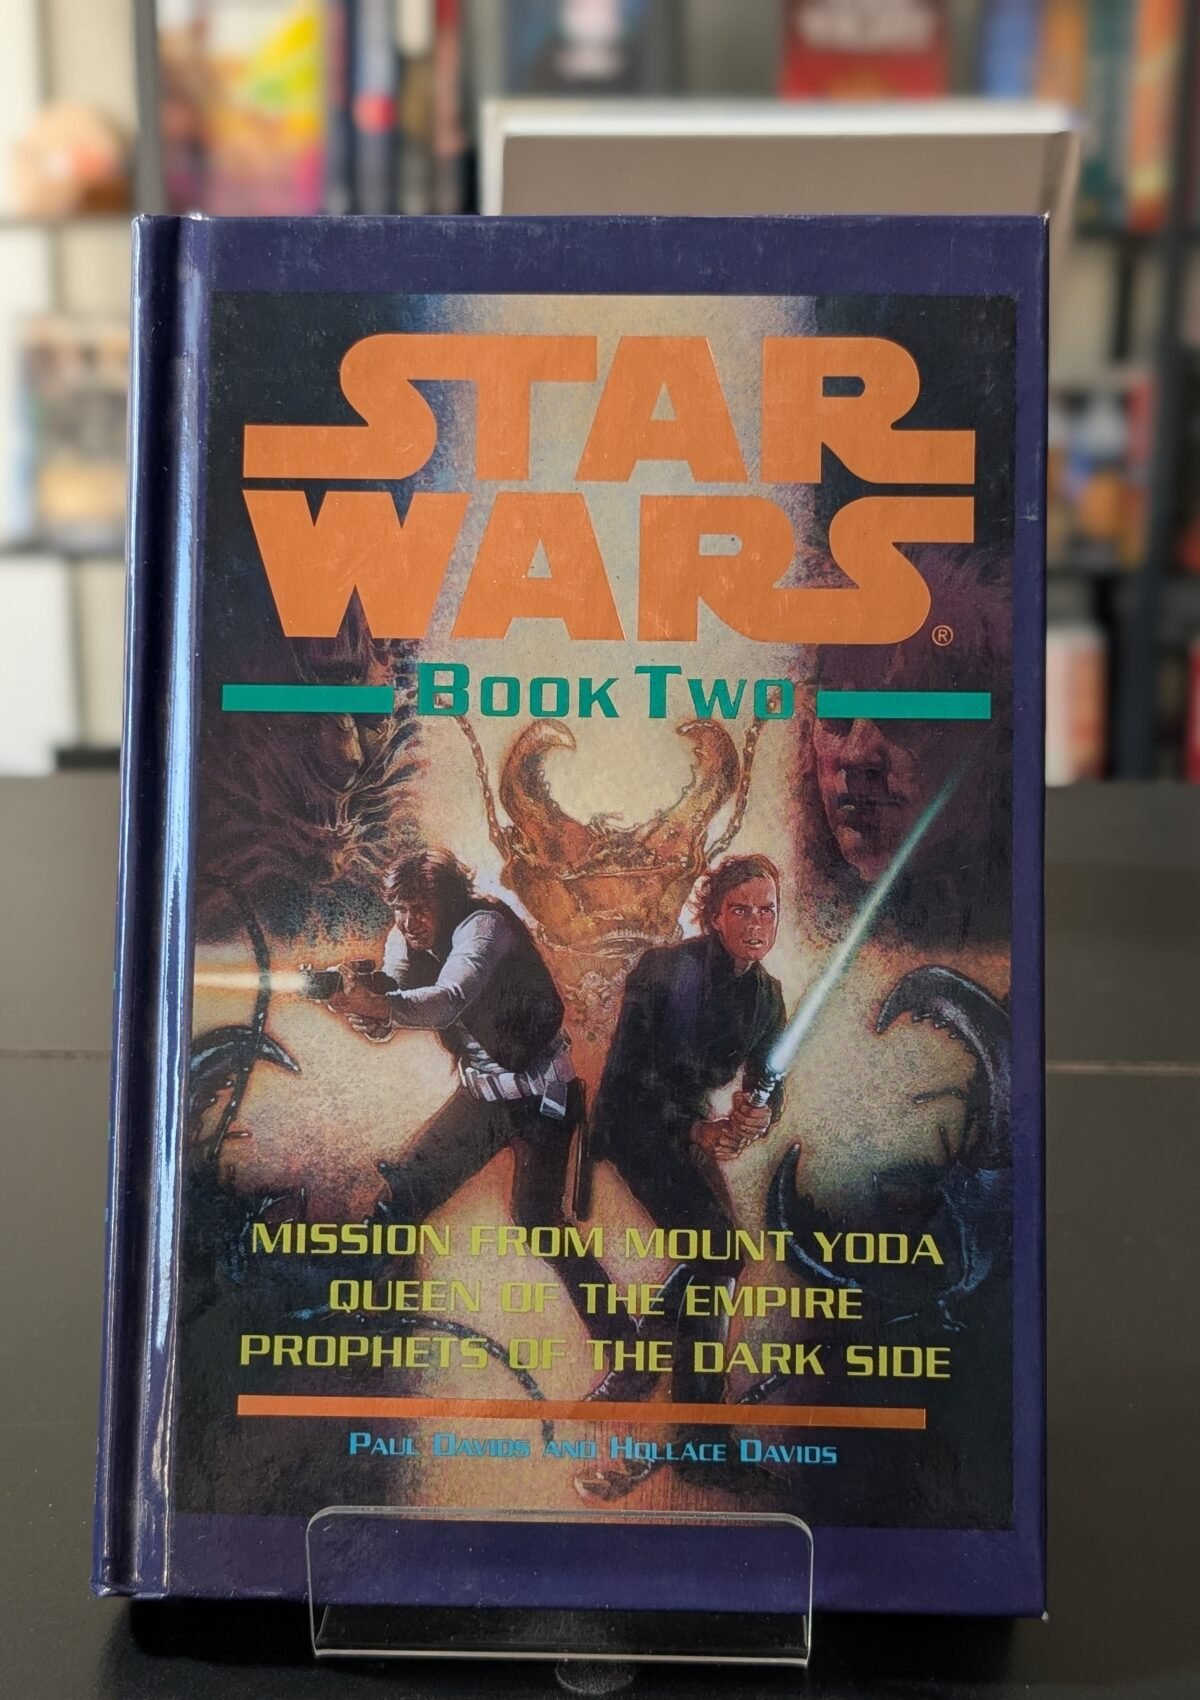 STAR
WARS
®
BOOK TWO
MISSION FROM MOUNT YODA
QUEEN OF THE EMPIRE
PROPHETS OF THE DARK SIDE
PAUL DAVIDS AND HOLLACE DAVIDS